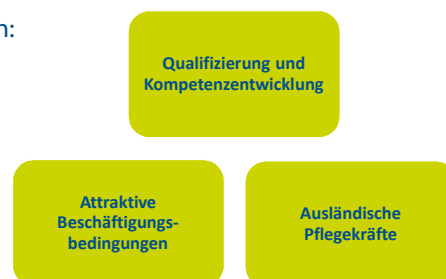 n:
Qualifizierung und
Kompetenzentwicklung
Attraktive
Beschäftigungs-
bedingungen
Ausländische
Pflegekräfte